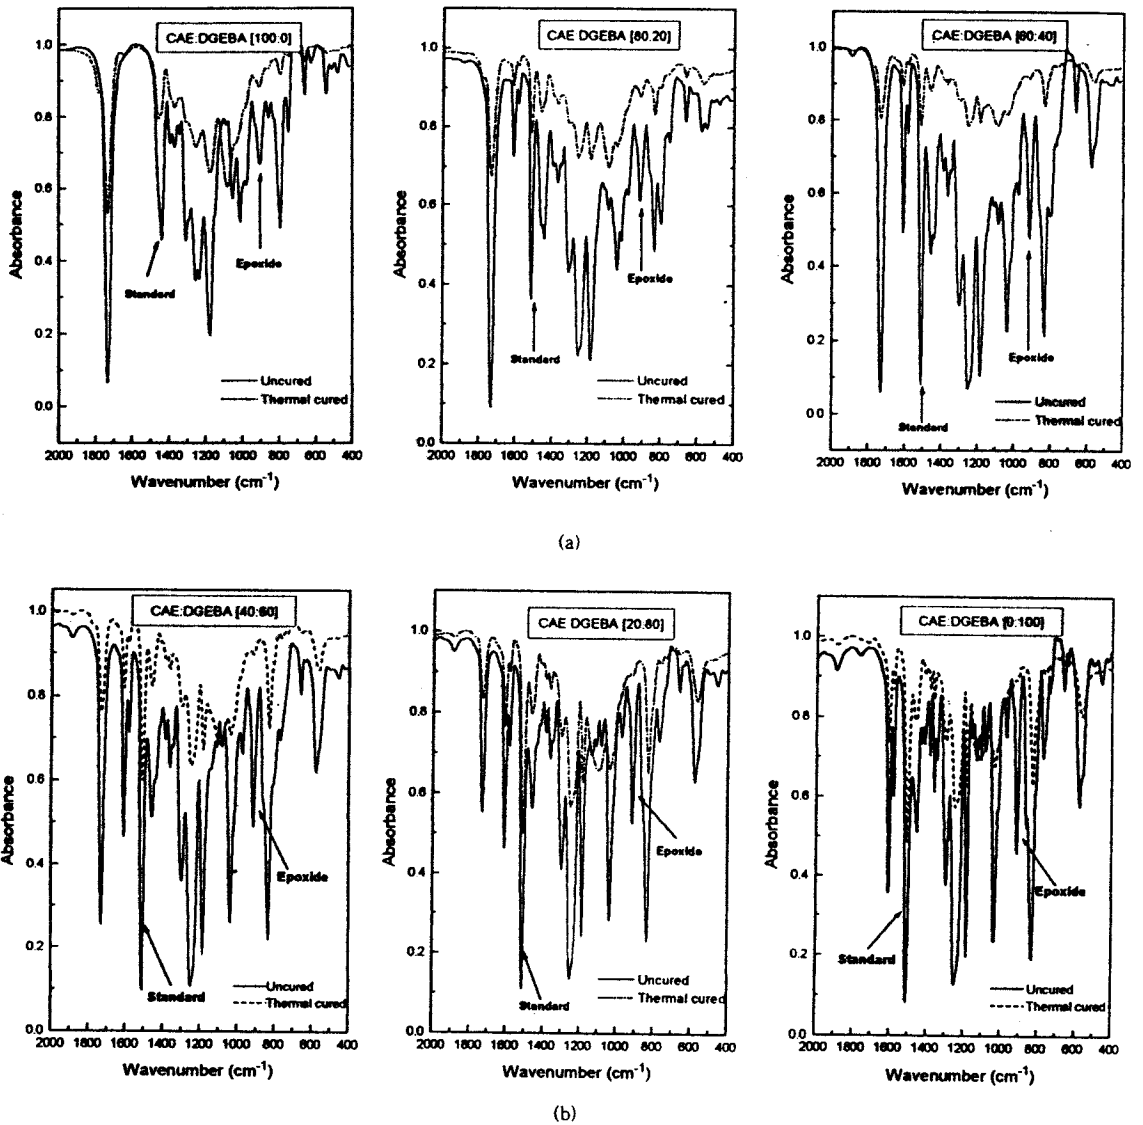 CAE:DGEBA [100:0]
1.0
0.8
0.6
0.4
0.2
0.0
Absorbance
Standard
Epoxide
Uncured
Thermal cured
2000 1800 1600 1400 1200 1000 800 600 400
Wavenumber (cm-1)
CAE DGEBA [80.20]
1.0
0.8
0.6
0.4
0.2
0.0
Absorbance
Standard
Epoxide
Uncured
Thermal cured
2000 1800 1600 1400 1200 1000 800 600 400
Wavenumber (cm-1)
CAE:DGEBA [60:40]
1.0
0.8
0.6
0.4
0.2
0.0
Absorbance
Standard
Epoxide
Uncured
Thermal cured
2000 1800 1600 1400 1200 1000 800 600 400
Wavenumber (cm-1)
(a)
CAE:DGEBA [40:60]
1.0
0.8
0.6
0.4
0.2
0.0
Absorbance
Standard
Epoxide
Uncured
Thermal cured
2000 1800 1600 1400 1200 1000 800 600 400
Wavenumber (cm-1)
CAE DGEBA [20:80]
1.0
0.8
0.6
0.4
0.2
0.0
Absorbance
Standard
Epoxide
Uncured
Thermal cured
2000 1800 1600 1400 1200 1000 800 600 400
Wavenumber (cm-1)
CAE:DGEBA [0:100]
1.0
0.8
0.6
0.4
0.2
0.0
Absorbance
Standard
Epoxide
Uncured
Thermal cured
2000 1800 1600 1400 1200 1000 800 600 400
Wavenumber (cm-1)
(b)